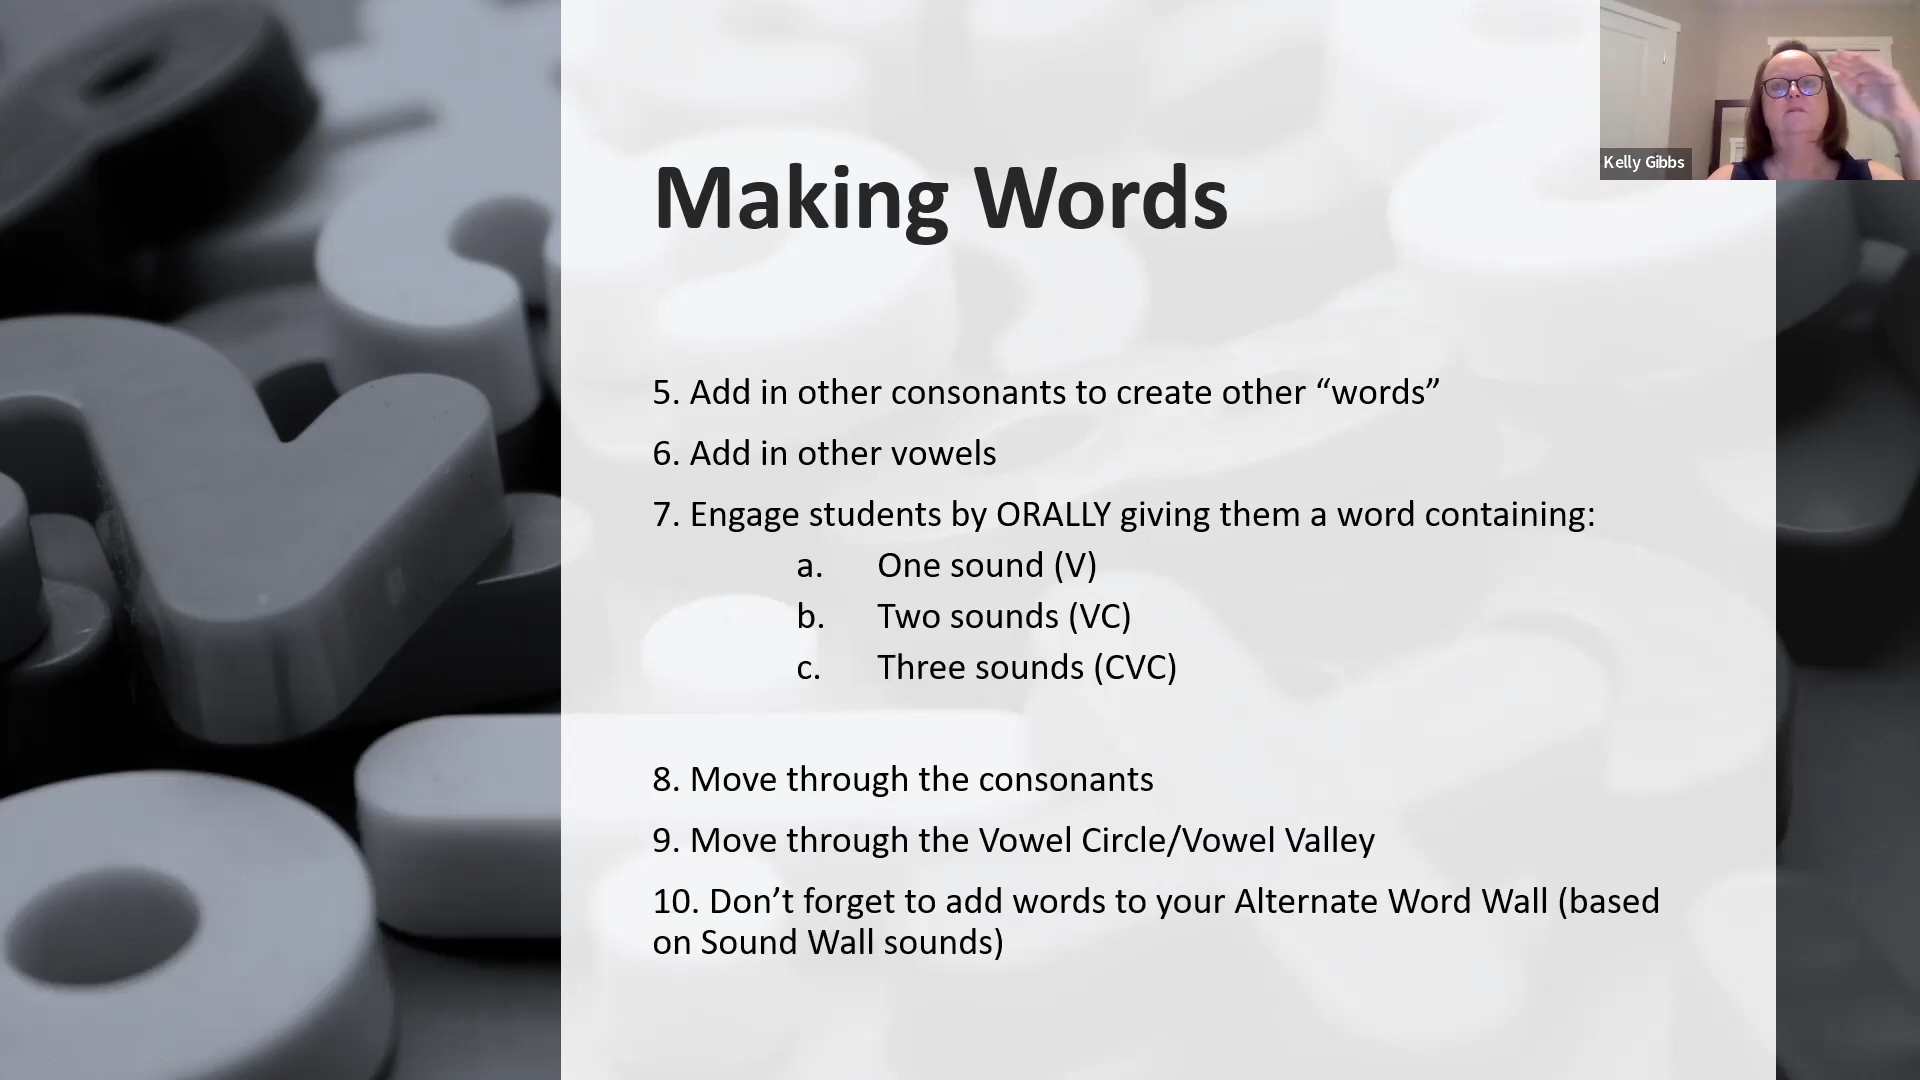 Kelly Gibbs
Making Words
5. Add in other consonants to create other “words”
6. Add in other vowels
7. Engage students by ORALLY giving them a word containing:
a. One sound (V)
b. Two sounds (VC)
c. Three sounds (CVC)
8. Move through the consonants
9. Move through the Vowel Circle/Vowel Valley
10. Don’t forget to add words to your Alternate Word Wall (based
on Sound Wall sounds)